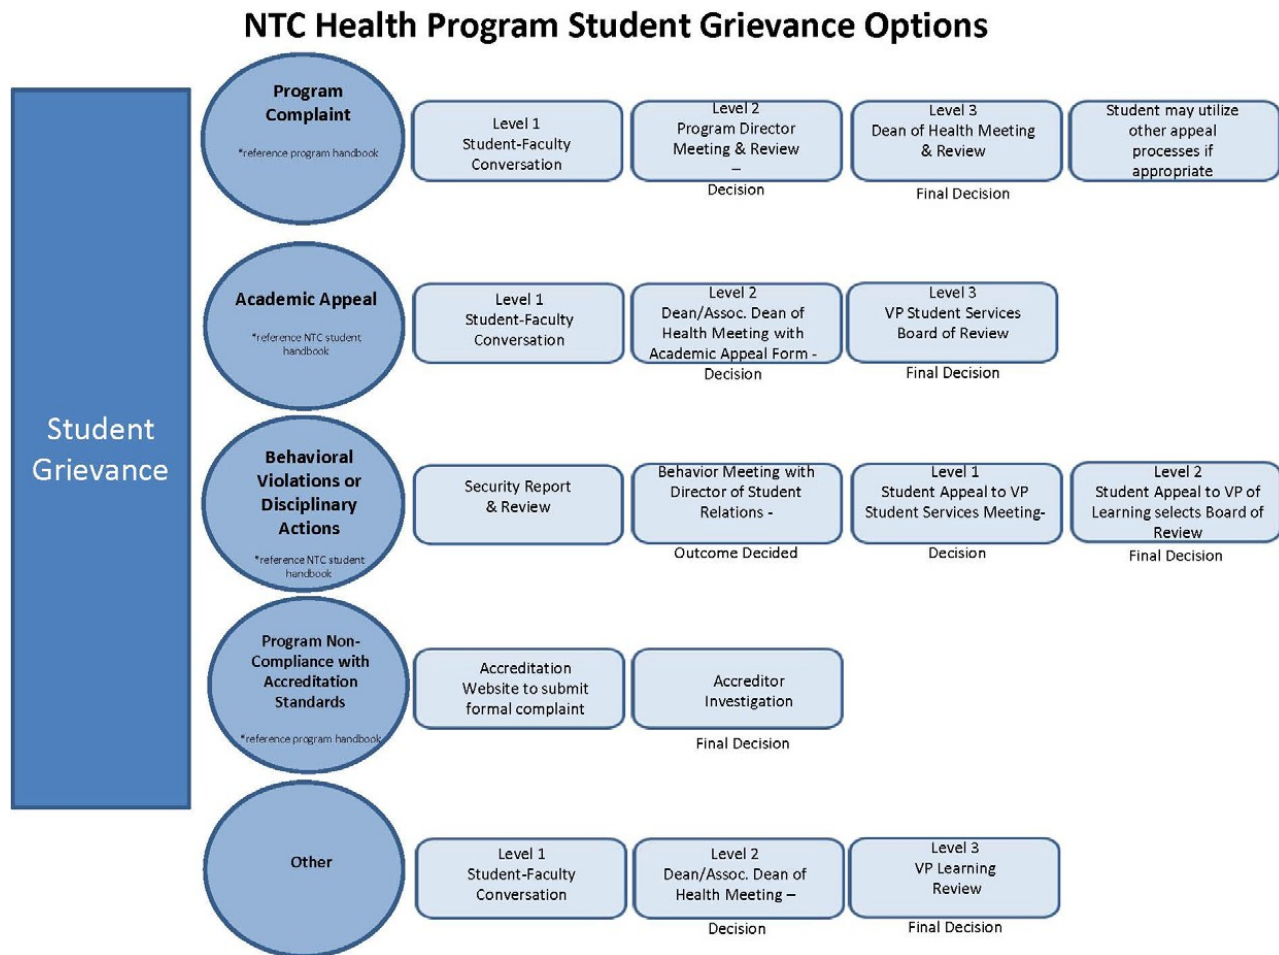 NTC Health Program Student Grievance Options
Student
Grievance
Program
Complaint
*reference program handbook
Level 1
Student-Faculty
Conversation
Level 2
Program Director
Meeting & Review
–
Decision
Level 3
Dean of Health Meeting
& Review
Final Decision
Student may utilize
other appeal
processes if
appropriate
Academic Appeal
*reference NTC student
handbook
Level 1
Student-Faculty
Conversation
Level 2
Dean/Assoc. Dean of
Health Meeting with
Academic Appeal Form -
Decision
Level 3
VP Student Services
Board of Review
Final Decision
Behavioral
Violations or
Disciplinary
Actions
*reference NTC student
handbook
Security Report
& Review
Behavior Meeting with
Director of Student
Relations -
Outcome Decided
Level 1
Student Appeal to VP
Student Services Meeting-
Decision
Level 2
Student Appeal to VP of
Learning selects Board of
Review
Final Decision
Program Non-
Compliance with
Accreditation
Standards
*reference program handbook
Accreditation
Website to submit
formal complaint
Accreditor
Investigation
Final Decision
Other
Level 1
Student-Faculty
Conversation
Level 2
Dean/Assoc. Dean of
Health Meeting –
Decision
Level 3
VP Learning
Review
Final Decision